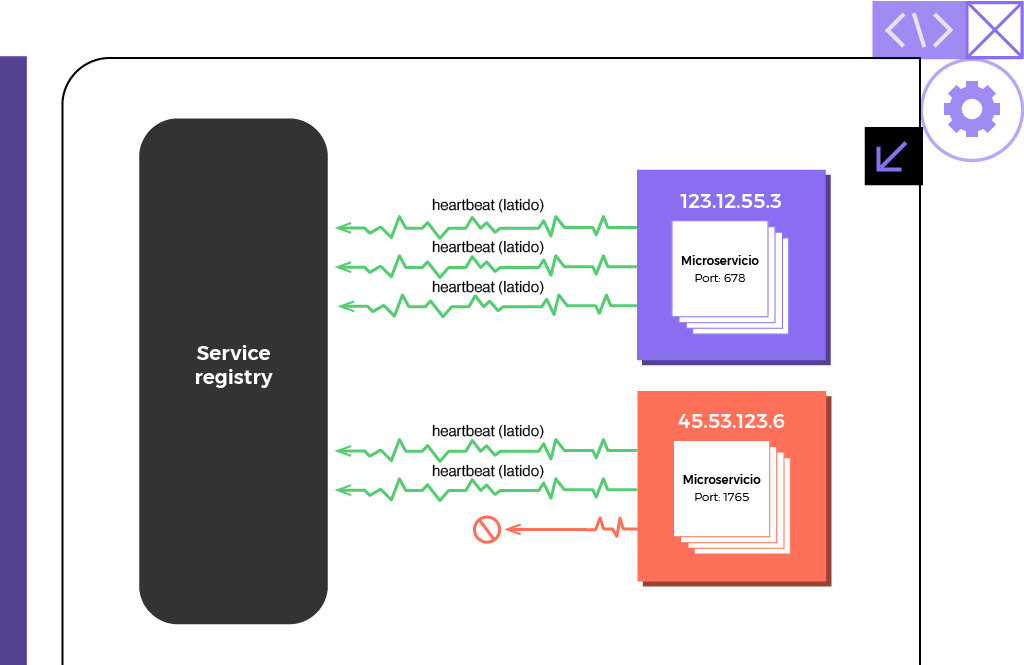 123.12.55.3
heartbeat (latido)
heartbeat (latido)
heartbeat (latido)
Microservicio
Port: 678
Service
registry
45.53.123.6
heartbeat (latido)
heartbeat (latido)
Microservicio
Port: 1765